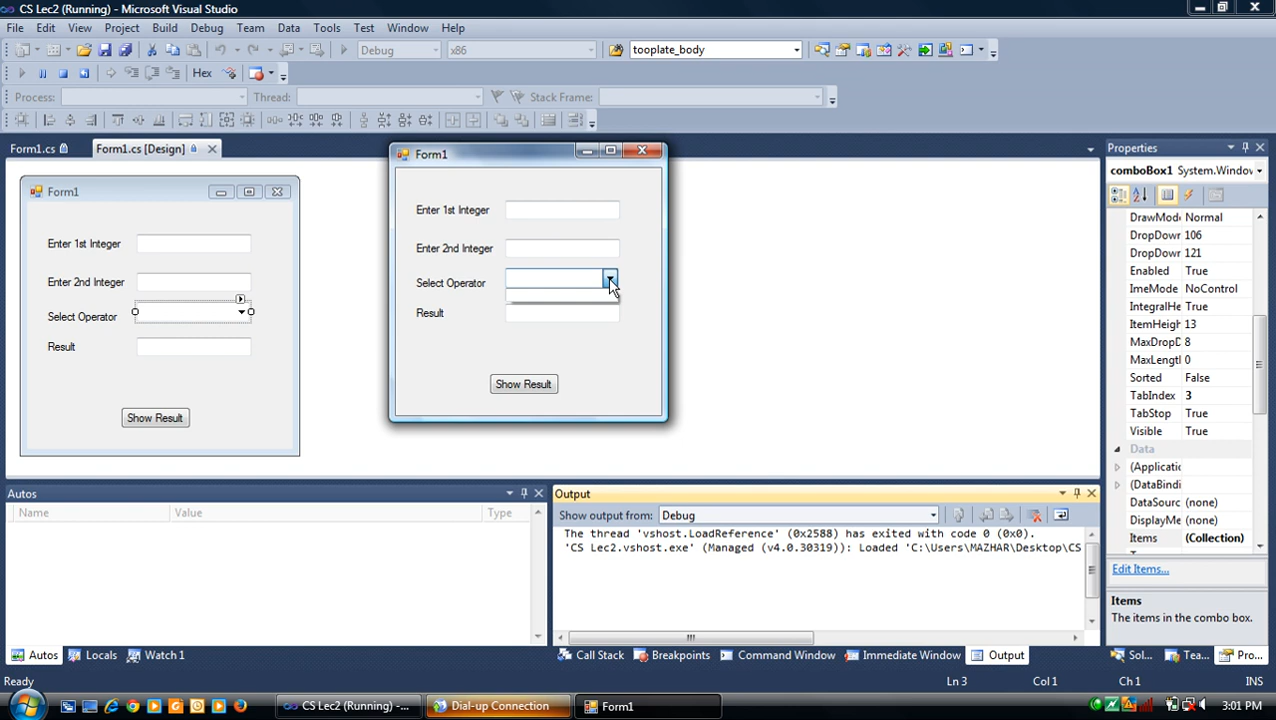 CS Lec2 (Running) - Microsoft Visual Studio
File Edit View Project Build Debug Team Data Tools Test Window Help
Debug x86 tooplate_body
Hex
Process: Thread: Stack Frame:
Form1.cs Form1.cs [Design]
Form1
Enter 1st Integer
Enter 2nd Integer
Select Operator
Result
Show Result
Form1
Enter 1st Integer
Enter 2nd Integer
Select Operator
Result
Show Result
Properties
comboBox1 System.Window
DrawMode Normal
DropDown 106
DropDown 121
Enabled True
ImeMode NoControl
IntegralHe True
ItemHeigh 13
MaxDropD 8
MaxLength 0
Sorted False
TabIndex 3
TabStop True
Visible True
Data
(Applicatic
(DataBindi
DataSourc (none)
DisplayMe (none)
Items (Collection)
Edit Items...
Items
The items in the combo box.
Autos
Name Value Type
Output
Show output from: Debug
The thread 'vshost.LoadReference' (0x2588) has exited with code 0 (0x0).
'CS Lec2.vshost.exe' (Managed (v4.0.30319)): Loaded 'C:\Users\MAZHAR\Desktop\CS
Autos Locals Watch 1
Call Stack Breakpoints Command Window Immediate Window Output
Sol... Tea... Pro...
Ready Ln 3 Col 1 Ch 1 INS
CS Lec2 (Running) - ... Dial-up Connection Form1 3:01 PM